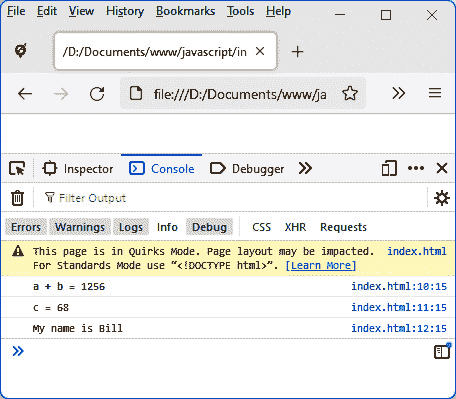 File Edit View History Bookmarks Tools Help
/D:/Documents/www/javascript/in
file:///D:/Documents/www/ja
Inspector Console Debugger
Filter Output
Errors Warnings Logs Info Debug CSS XHR Requests
This page is in Quirks Mode. Page layout may be impacted. index.html
For Standards Mode use “<!DOCTYPE html>”. [Learn More]
a + b = 1256 index.html:10:15
c = 68 index.html:11:15
My name is Bill index.html:12:15